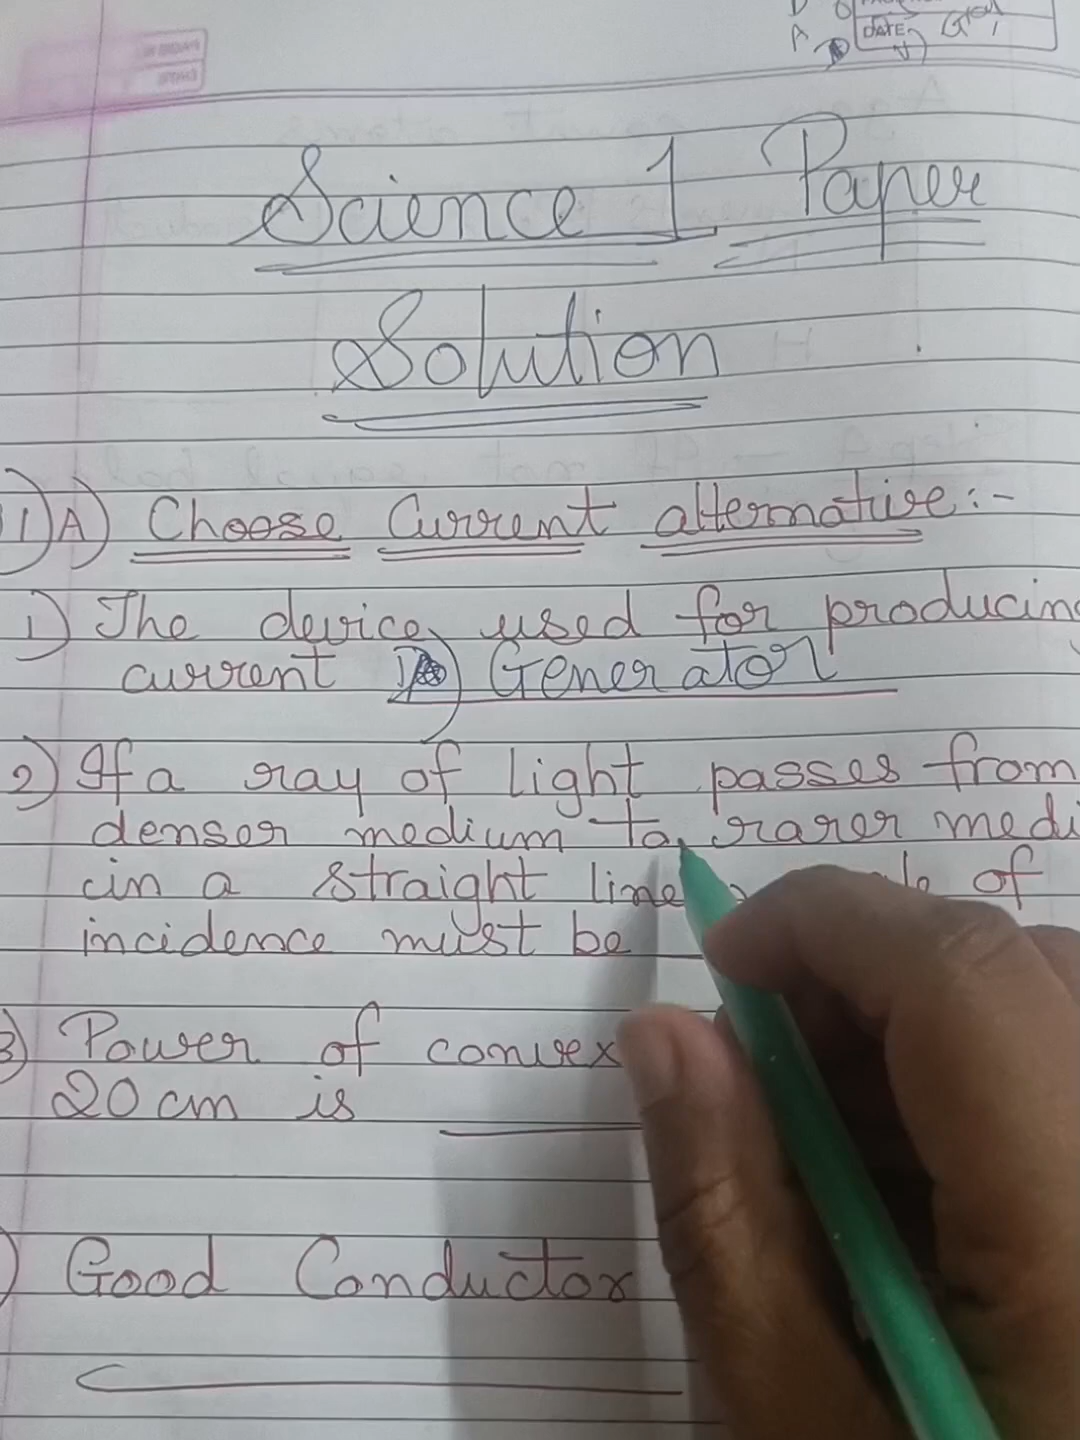 DATE
Science 1 Paper
Solution
1) A) Choose Current alternative:-
1) The device used for producing
current Generator
2) If a ray of light passes from
denser medium to rarer medi
in a straight line of
incidence must be
3) Power of convex
20 cm is
) Good Conductor